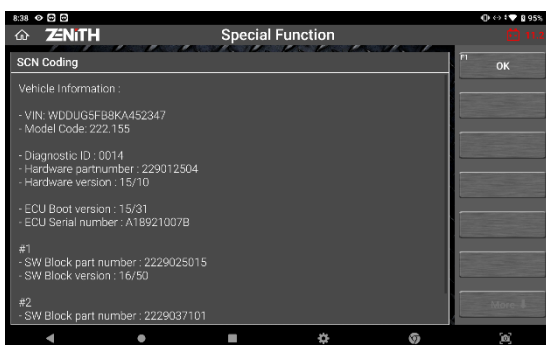 8:38
95%
ZENITH
Special Function
SCN Coding
F1
OK
Vehicle Information :
- VIN: WDDUG5FB8KA452347
- Model Code: 222.155
- Diagnostic ID : 0014
- Hardware partnumber : 229012504
- Hardware version : 15/10
- ECU Boot version : 15/31
- ECU Serial number : A18921007B
#1
- SW Block part number : 2229025015
- SW Block version : 16/50
#2
- SW Block part number : 2229037101
More